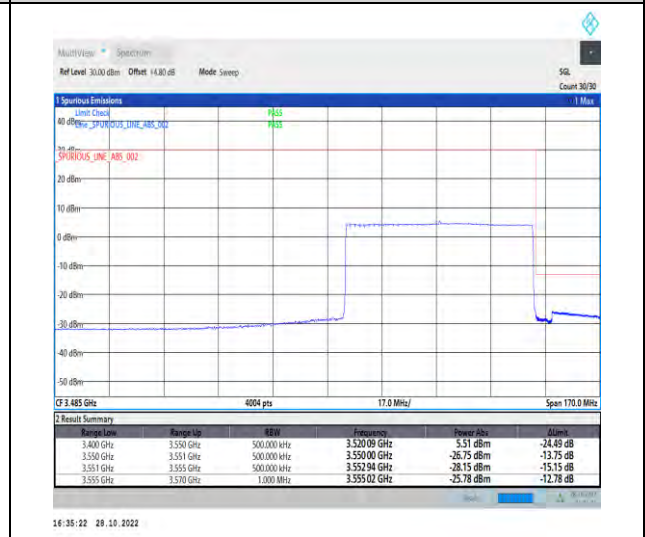 MultiView Spectrum
Ref Level 30.00 dBm Offset 14.80 dB Mode Sweep SGL
Count 30/30
1 Spurious Emissions 1 Max
Limit Check PASS
40 dBm
Line _SPURIOUS_LINE_ABS_002 PASS
_SPURIOUS_LINE_ABS_002
20 dBm
10 dBm
0 dBm
-10 dBm
-20 dBm
-30 dBm
-40 dBm
-50 dBm
CF 3.485 GHz 4004 pts 17.0 MHz/ Span 170.0 MHz
2 Result Summary
Range Low Range Up RBW Frequency Power Abs ΔLimit
3.400 GHz 3.550 GHz 500.000 kHz 3.52009 GHz 5.51 dBm -24.49 dB
3.550 GHz 3.551 GHz 500.000 kHz 3.55000 GHz -26.75 dBm -13.75 dB
3.551 GHz 3.555 GHz 500.000 kHz 3.55294 GHz -28.15 dBm -15.15 dB
3.555 GHz 3.570 GHz 1.000 MHz 3.55502 GHz -25.78 dBm -12.78 dB
16:35:22 28.10.2022